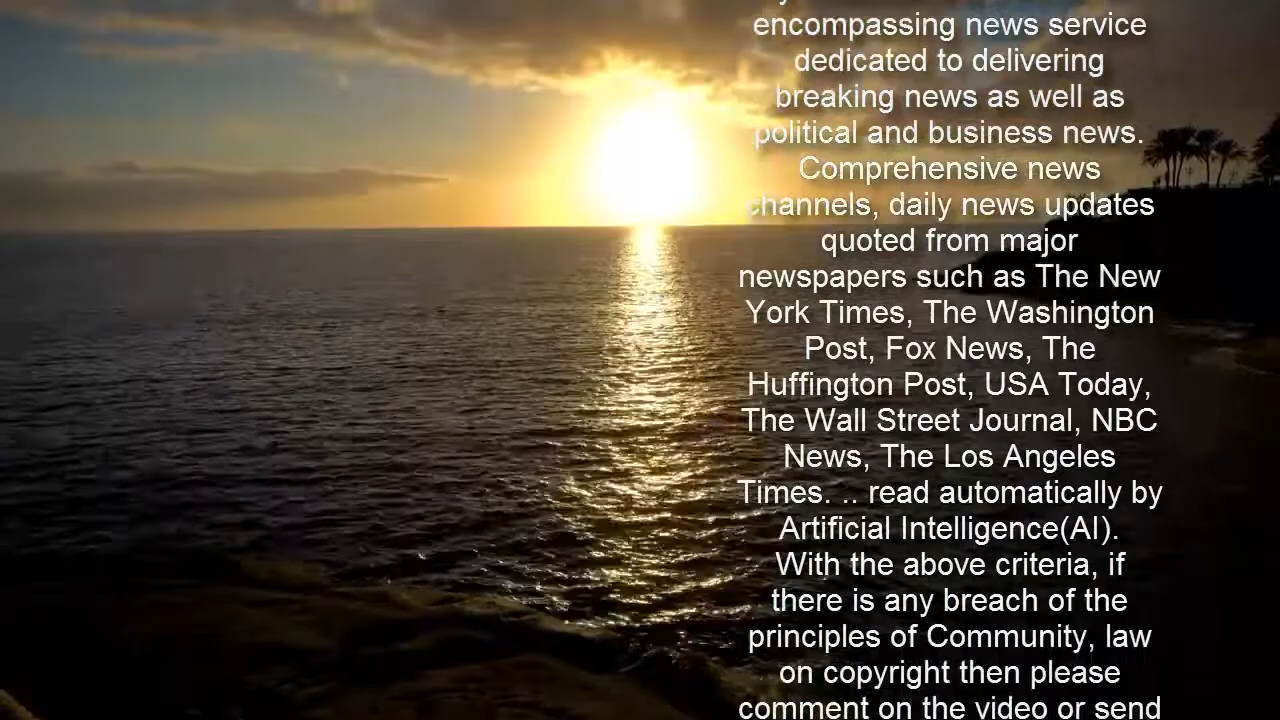 encompassing news service
dedicated to delivering
breaking news as well as
political and business news.
Comprehensive news
channels, daily news updates
quoted from major
newspapers such as The New
York Times, The Washington
Post, Fox News, The
Huffington Post, USA Today,
The Wall Street Journal, NBC
News, The Los Angeles
Times. .. read automatically by
Artificial Intelligence(AI).
With the above criteria, if
there is any breach of the
principles of Community, law
on copyright then please
comment on the video or send